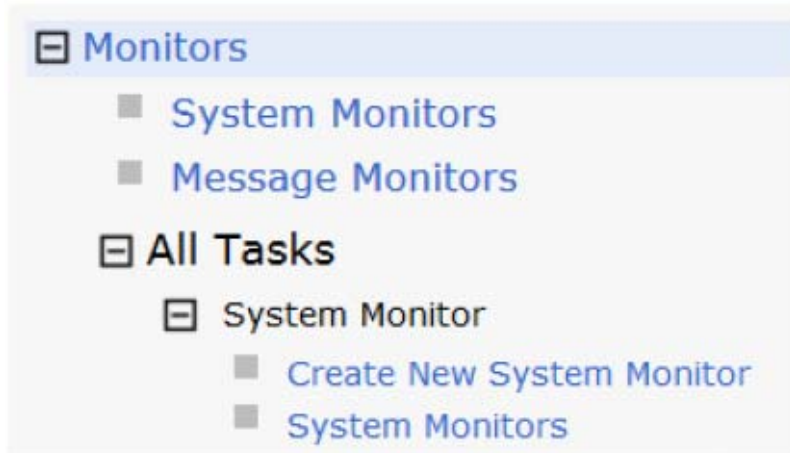 Monitors
System Monitors
Message Monitors
All Tasks
System Monitor
Create New System Monitor
System Monitors